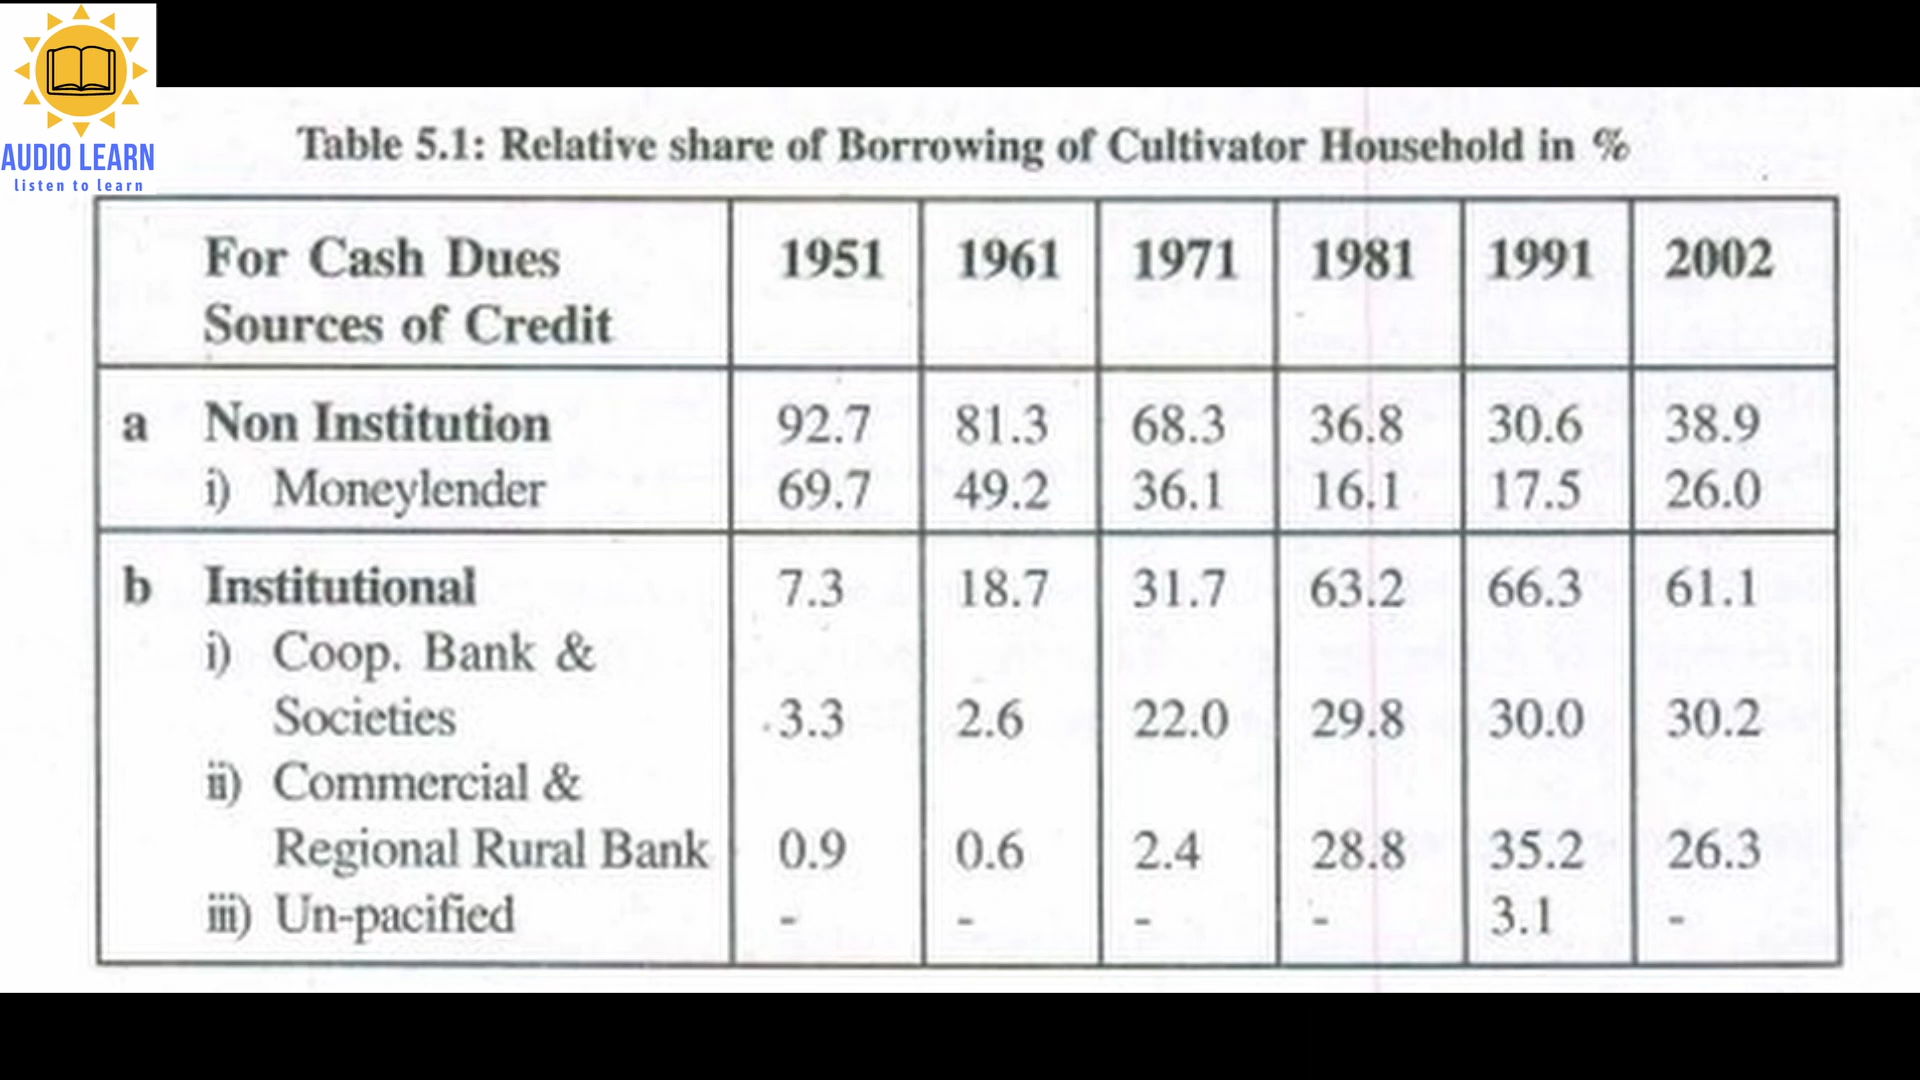 AUDIO LEARN
listen to learn
Table 5.1: Relative share of Borrowing of Cultivator Household in %
For Cash Dues 1951 1961 1971 1981 1991 2002
Sources of Credit
a Non Institution 92.7 81.3 68.3 36.8 30.6 38.9
i) Moneylender 69.7 49.2 36.1 16.1 17.5 26.0
b Institutional 7.3 18.7 31.7 63.2 66.3 61.1
i) Coop. Bank &
Societies 3.3 2.6 22.0 29.8 30.0 30.2
ii) Commercial &
Regional Rural Bank 0.9 0.6 2.4 28.8 35.2 26.3
iii) Un-pacified - - - - 3.1 -